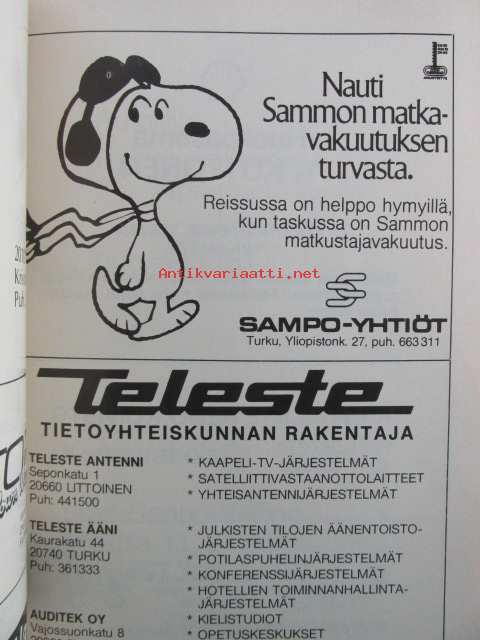 Nauti
Sammon matka-
vakuutuksen
turvasta.
Reissussa on helppo hymyillä,
kun taskussa on Sammon
matkustajavakuutus.
Antikvariaatti.net
SAMPO-YHTIÖT
Turku, Yliopistonk. 27, puh. 663 311
Puh
Teleste
TIETOYHTEISKUNNAN RAKENTAJA
TELESTE ANTENNI
Seponkatu 1
20660 LITTOINEN
Puh: 441500
* KAAPELI-TV-JÄRJESTELMÄT
* SATELLIITTIVASTAANOTTOLAITTEET
* YHTEISANTENNIJÄRJESTELMÄT
TELESTE ÄÄNI
Kaurakatu 44
20740 TURKU
Puh: 361333
* JULKISTEN TILOJEN ÄÄNENTOISTO-
JÄRJESTELMÄT
* POTILASPUHELINJÄRJESTELMÄT
* KONFERENSSIJÄRJESTELMÄT
* HOTELLIEN TOIMINNANHALLINTA-
JÄRJESTELMÄT
AUDITEK OY
Vajossuonkatu 8
* KIELISTUDIOT
* OPETUSKESKUKSET